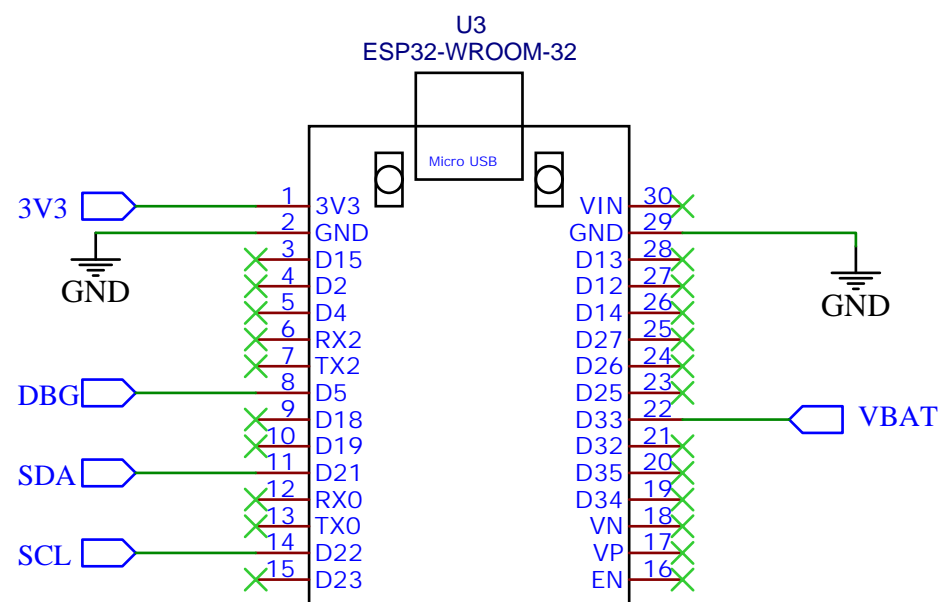 U3
ESP32-WROOM-32
Micro USB
3V3 1 3V3 VIN 30
2 GND GND 29
GND 3 D15 D13 28
4 D2 D12 27 GND
5 D4 D14 26
6 RX2 D27 25
7 TX2 D26 24
DBG 8 D5 D25 23
9 D18 D33 22 VBAT
10 D19 D32 21
SDA 11 D21 D35 20
12 RX0 D34 19
13 TX0 VN 18
SCL 14 D22 VP 17
15 D23 EN 16